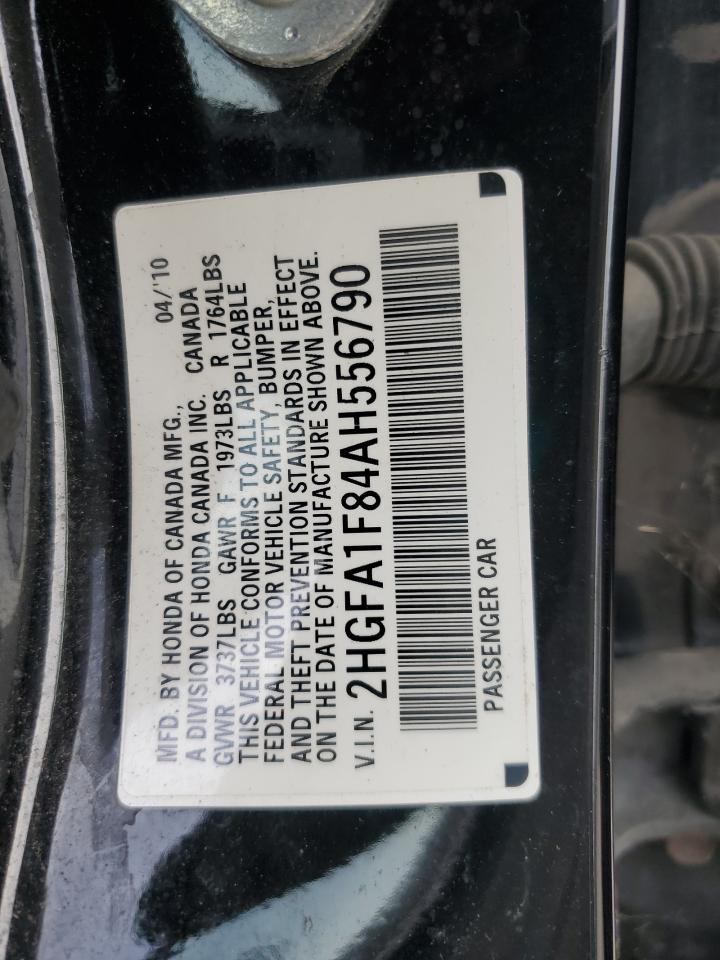 MFD. BY HONDA OF CANADA MFG., 04/'10
A DIVISION OF HONDA CANADA INC. CANADA
GVWR 3737LBS GAWR F 1973LBS R 1764LBS
THIS VEHICLE CONFORMS TO ALL APPLICABLE
FEDERAL MOTOR VEHICLE SAFETY, BUMPER,
AND THEFT PREVENTION STANDARDS IN EFFECT
ON THE DATE OF MANUFACTURE SHOWN ABOVE.
V.I.N. 2HGFA1F84AH556790
PASSENGER CAR